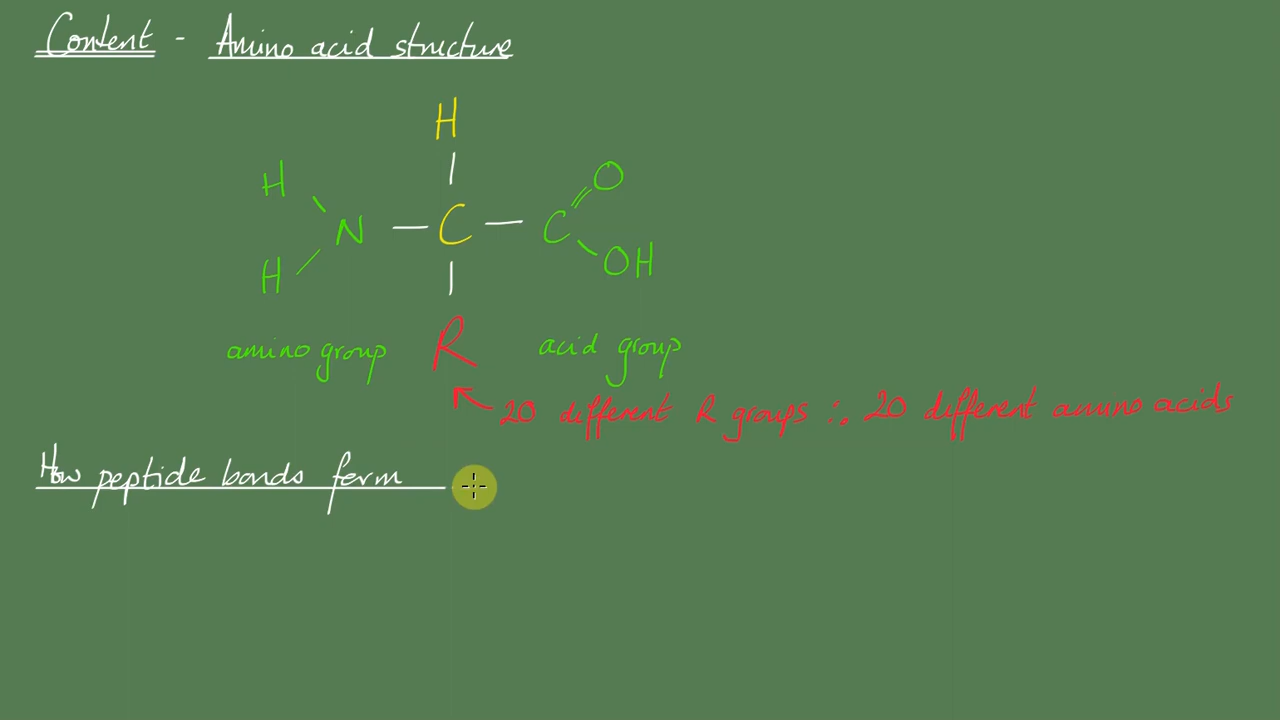 Content - Amino acid structure
H
H
O
N - C - C
H
OH
amino group
R
acid group
20 different R groups ∴ 20 different amino acids
How peptide bonds form